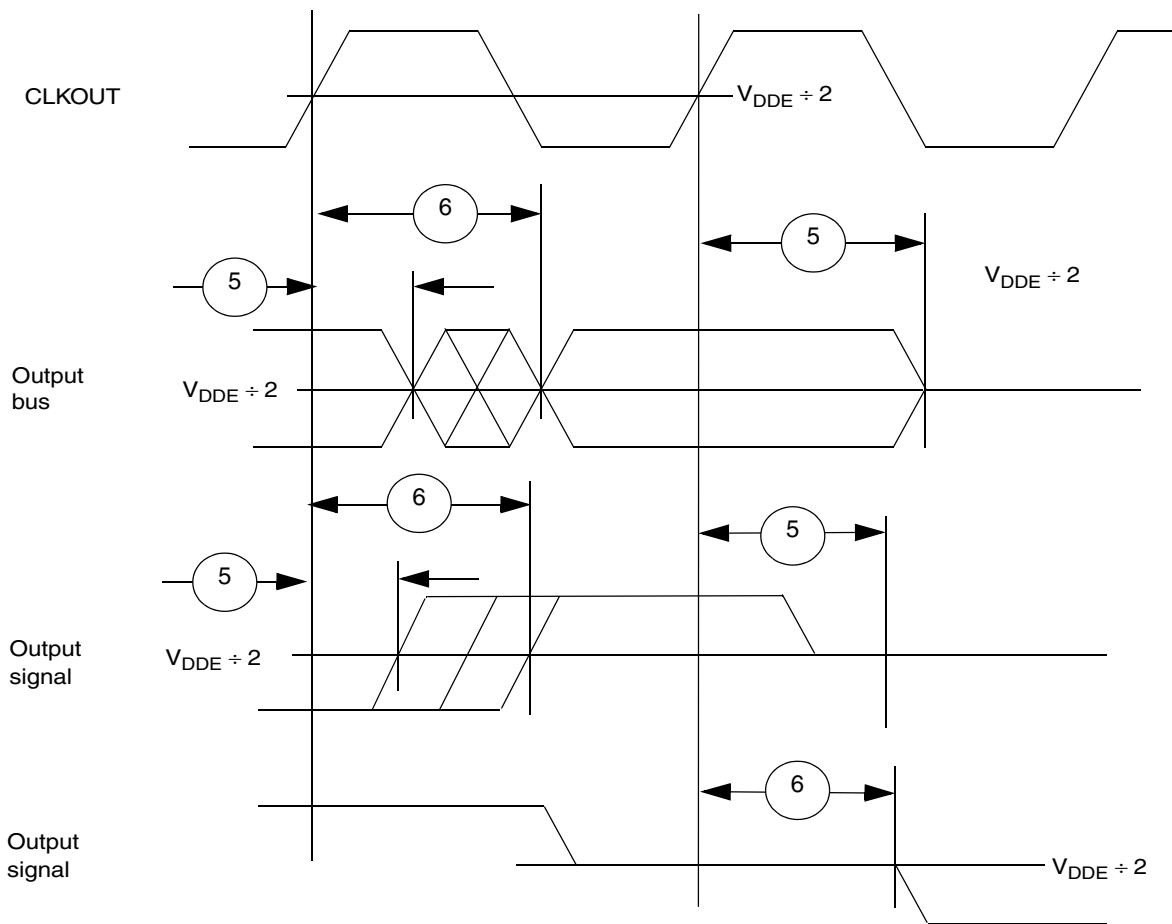 CLKOUT
V_DDE ÷ 2
6
5
5
V_DDE ÷ 2
Output
bus
V_DDE ÷ 2
6
5
5
Output
signal
V_DDE ÷ 2
6
Output
signal
V_DDE ÷ 2